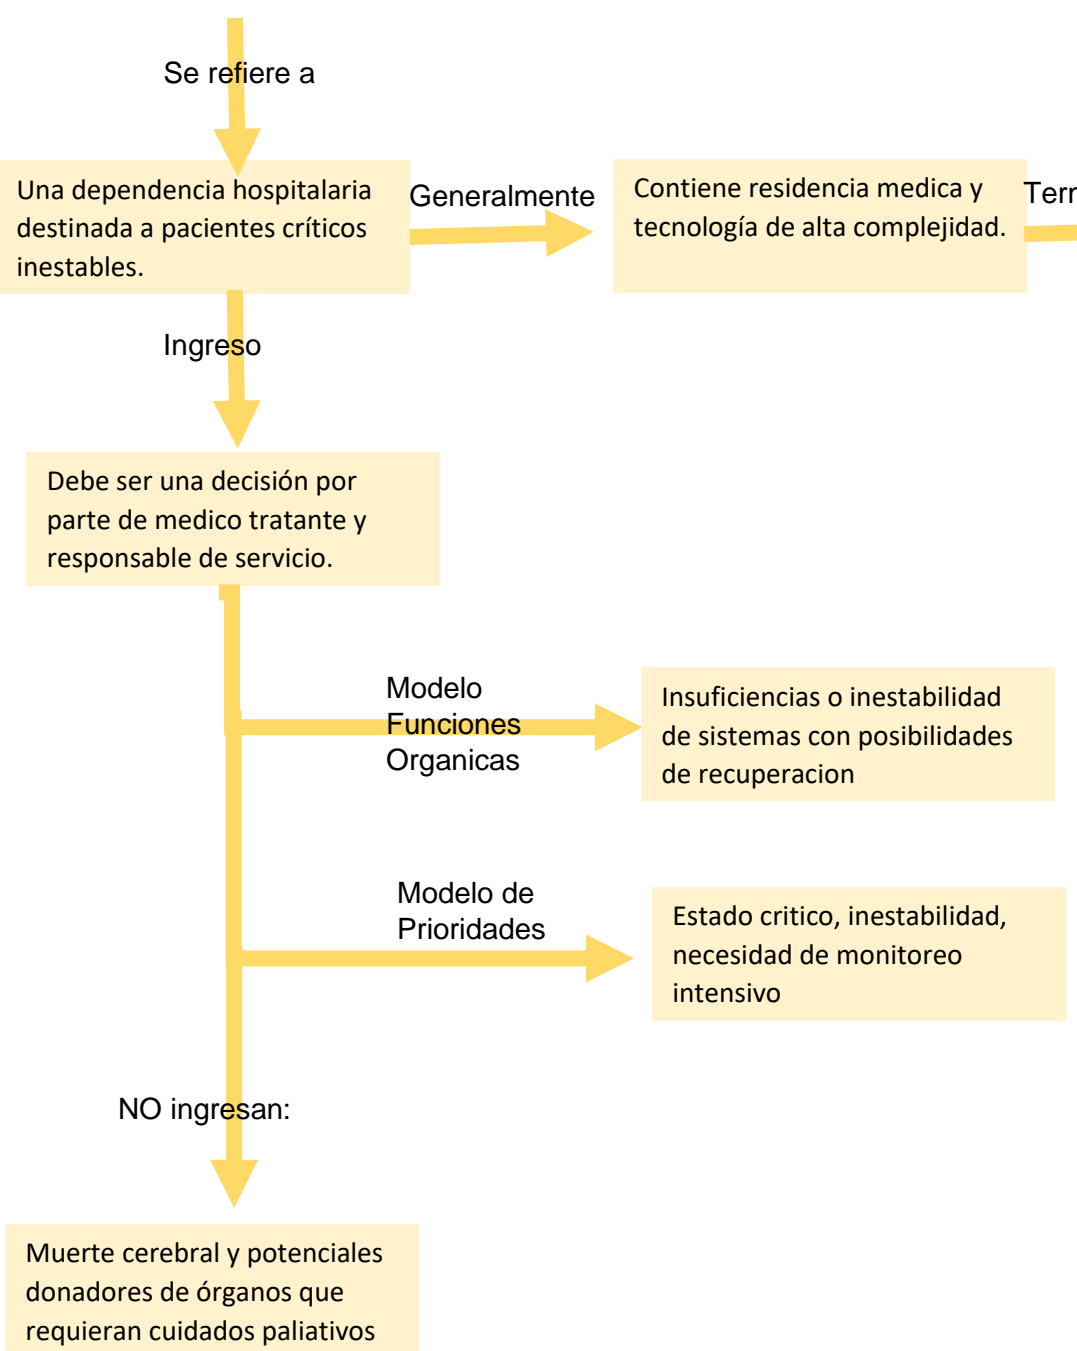 Se refiere a
Una dependencia hospitalaria
destinada a pacientes críticos
inestables.
Generalmente
Contiene residencia medica y
tecnología de alta complejidad.
Ingreso
Debe ser una decisión por
parte de medico tratante y
responsable de servicio.
Modelo
Funciones
Organicas
Insuficiencias o inestabilidad
de sistemas con posibilidades
de recuperacion
Modelo de
Prioridades
Estado critico, inestabilidad,
necesidad de monitoreo
intensivo
NO ingresan:
Muerte cerebral y potenciales
donadores de órganos que
requieran cuidados paliativos